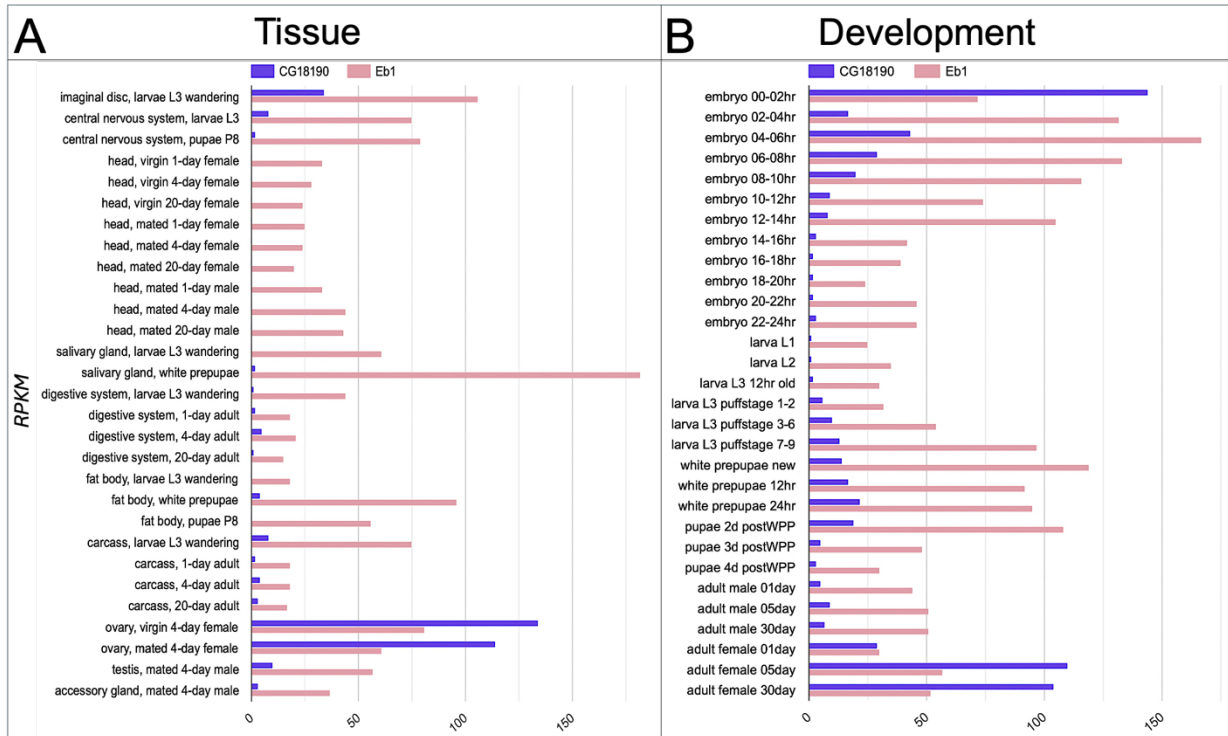 A Tissue
CG18190 Eb1
RPKM
imaginal disc, larvae L3 wandering
central nervous system, larvae L3
central nervous system, pupae P8
head, virgin 1-day female
head, virgin 4-day female
head, virgin 20-day female
head, mated 1-day female
head, mated 4-day female
head, mated 20-day female
head, mated 1-day male
head, mated 4-day male
head, mated 20-day male
salivary gland, larvae L3 wandering
salivary gland, white prepupae
digestive system, larvae L3 wandering
digestive system, 1-day adult
digestive system, 4-day adult
digestive system, 20-day adult
fat body, larvae L3 wandering
fat body, white prepupae
fat body, pupae P8
carcass, larvae L3 wandering
carcass, 1-day adult
carcass, 4-day adult
carcass, 20-day adult
ovary, virgin 4-day female
ovary, mated 4-day female
testis, mated 4-day male
accessory gland, mated 4-day male
0 50 100 150
B Development
CG18190 Eb1
embryo 00-02hr
embryo 02-04hr
embryo 04-06hr
embryo 06-08hr
embryo 08-10hr
embryo 10-12hr
embryo 12-14hr
embryo 14-16hr
embryo 16-18hr
embryo 18-20hr
embryo 20-22hr
embryo 22-24hr
larva L1
larva L2
larva L3 12hr old
larva L3 puffstage 1-2
larva L3 puffstage 3-6
larva L3 puffstage 7-9
white prepupae new
white prepupae 12hr
white prepupae 24hr
pupae 2d postWPP
pupae 3d postWPP
pupae 4d postWPP
adult male 01day
adult male 05day
adult male 30day
adult female 01day
adult female 05day
adult female 30day
0 50 100 150